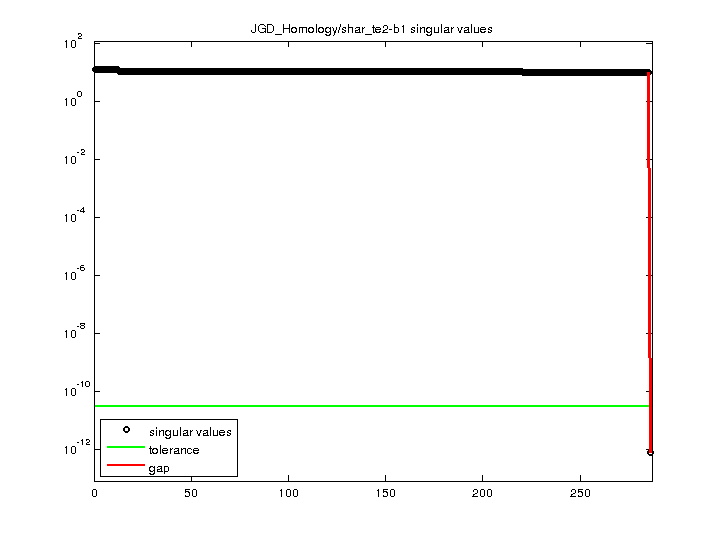 JGD_Homology/shar_te2-b1 singular values
10^2
10^0
10^-2
10^-4
10^-6
10^-8
10^-10
10^-12
singular values
tolerance
gap
0 50 100 150 200 250